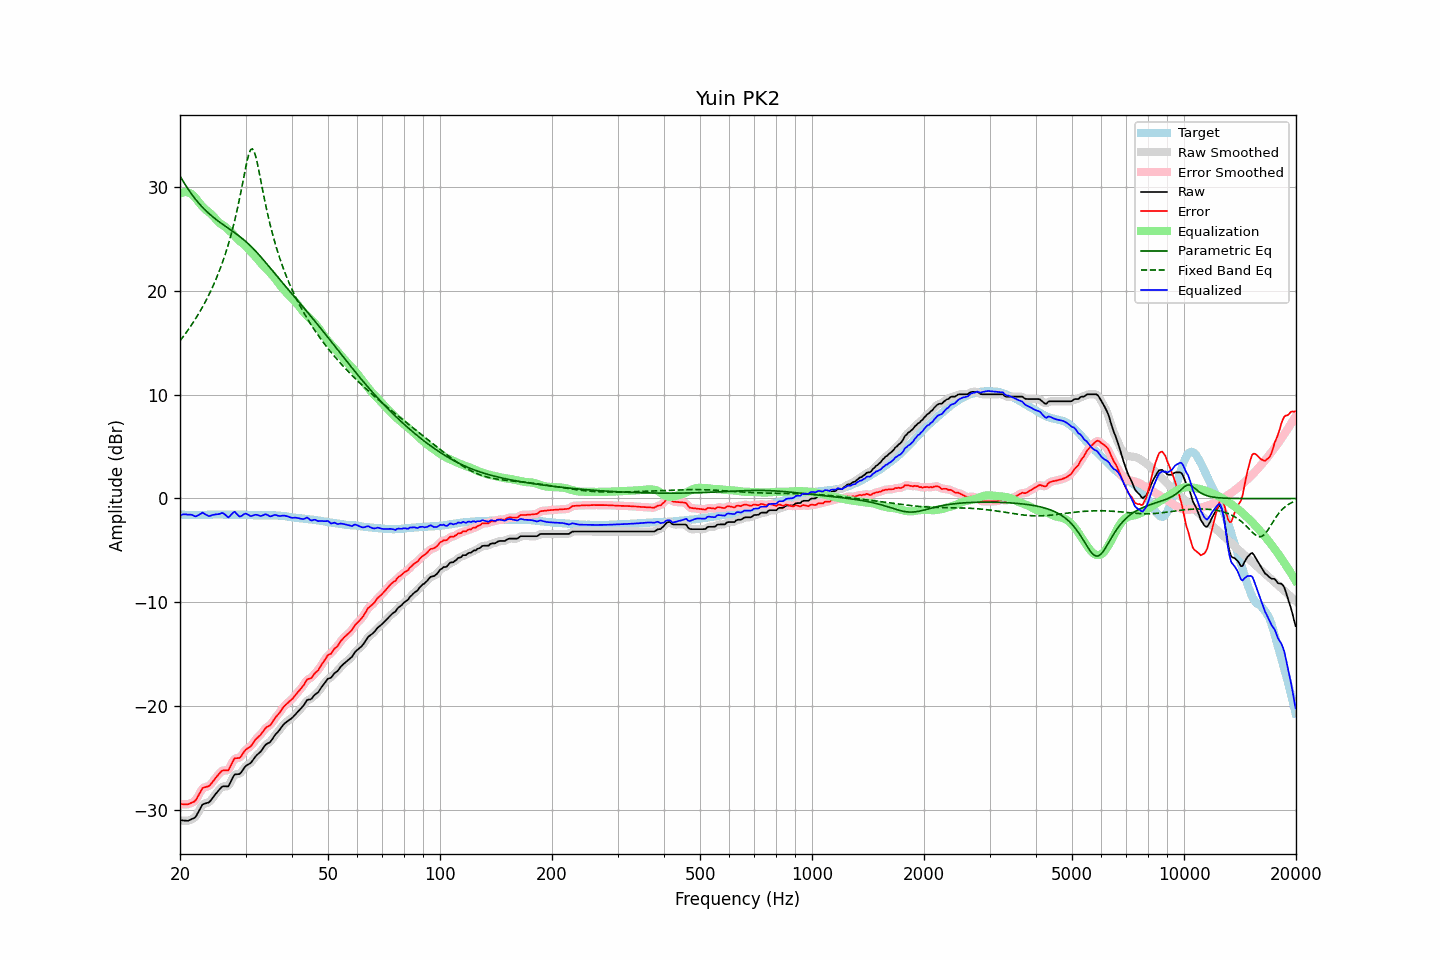 Yuin PK2
Amplitude (dBr)
30
20
10
0
−10
−20
−30
20
50
100
200
500
1000
2000
5000
10000
20000
Frequency (Hz)
Target
Raw Smoothed
Error Smoothed
Raw
Error
Equalization
Parametric Eq
Fixed Band Eq
Equalized